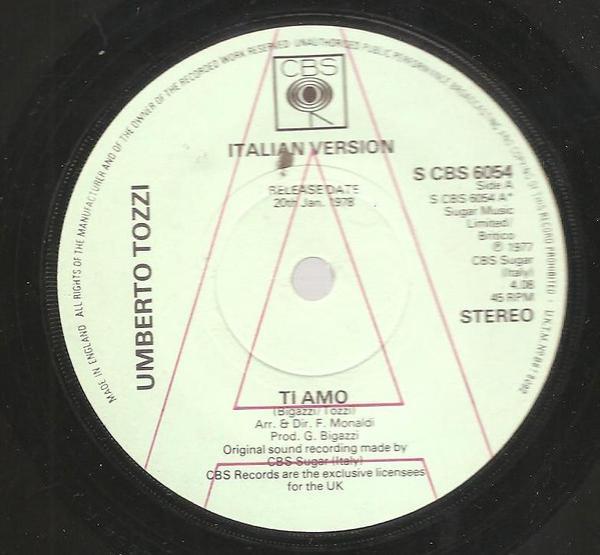 MADE IN ENGLAND ALL RIGHTS OF THE MANUFACTURER AND OF THE OWNER OF THE RECORDED WORK RESERVED UNAUTHORISED PUBLIC PERFORMANCE BROADCASTING AND COPYING OF THIS RECORD PROHIBITED
CBS
ITALIAN VERSION
RELEASE DATE
20th Jan. 1978
UMBERTO TOZZI
S CBS 6054
Side A
S CBS 6054 A*
Sugar Music
Limited/
Britico
℗ 1977
CBS Sugar
(Italy)
4.08
45 RPM
STEREO
A
TI AMO
(Bigazzi/Tozzi)
Arr. & Dir. F. Monaldi
Prod. G. Bigazzi
Original sound recording made by
CBS Sugar (Italy)
CBS Records are the exclusive licensees
for the UK